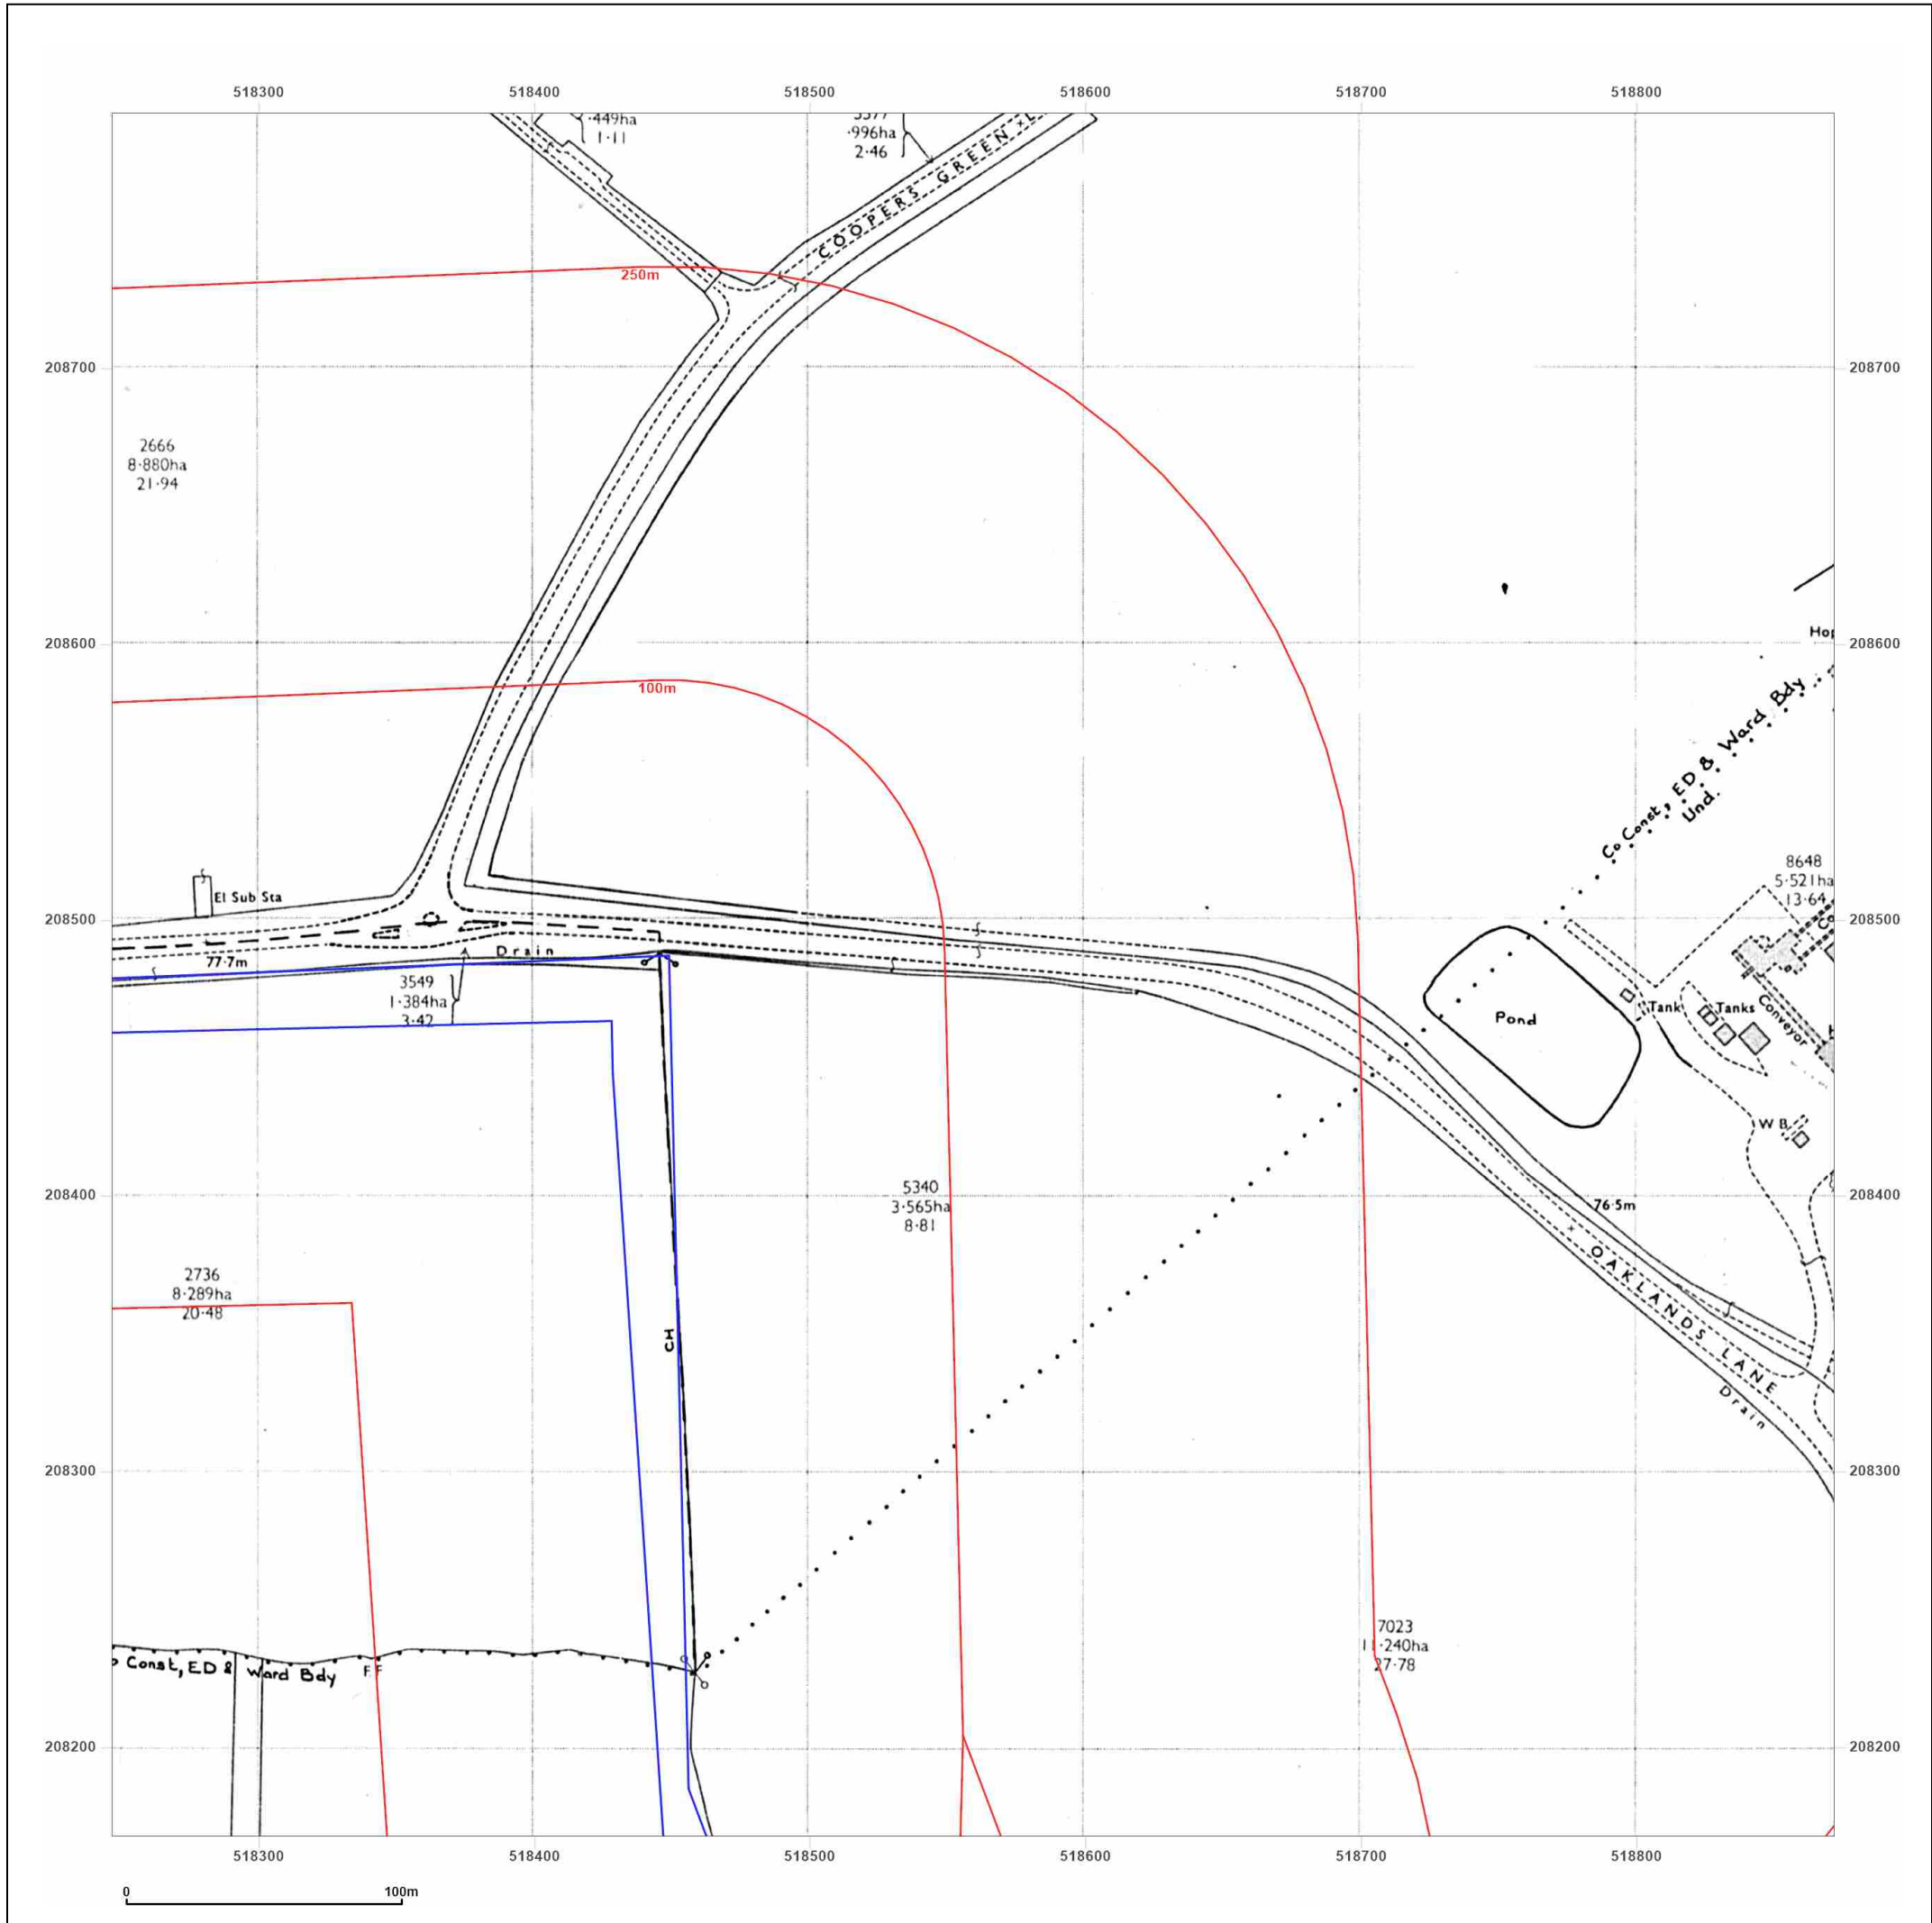 518300 518400 518500 518600 518700 518800
·449ha
1·11
·996ha
2·46
COOPERS GREEN
250m
208700 208700
2666
8·880ha
21·94
208600 208600
100m
Co Const, ED & Ward Bdy
Und.
8648
5·521ha
13·64
El Sub Sta
208500 208500
Drain
77·7m
3549
1·384ha
3·42
Pond
Tank
Tanks
Conveyor
W B
5340
3·565ha
8·81
208400 208400
76·5m
OAKLANDS LANE
Drain
2736
8·289ha
20·48
CH
208300 208300
7023
11·240ha
27·78
Const, ED & Ward Bdy
FF
208200 208200
518300 518400 518500 518600 518700 518800
0 100m